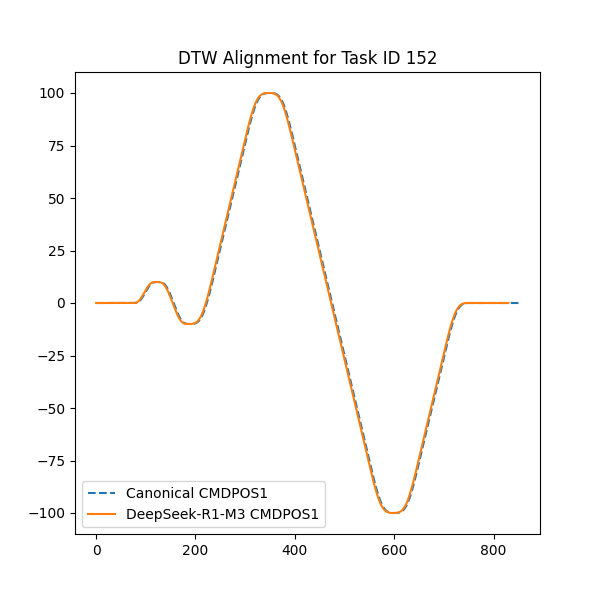 DTW Alignment for Task ID 152
100
75
50
25
0
−25
−50
−75
−100
Canonical CMDPOS1
DeepSeek-R1-M3 CMDPOS1
0 200 400 600 800